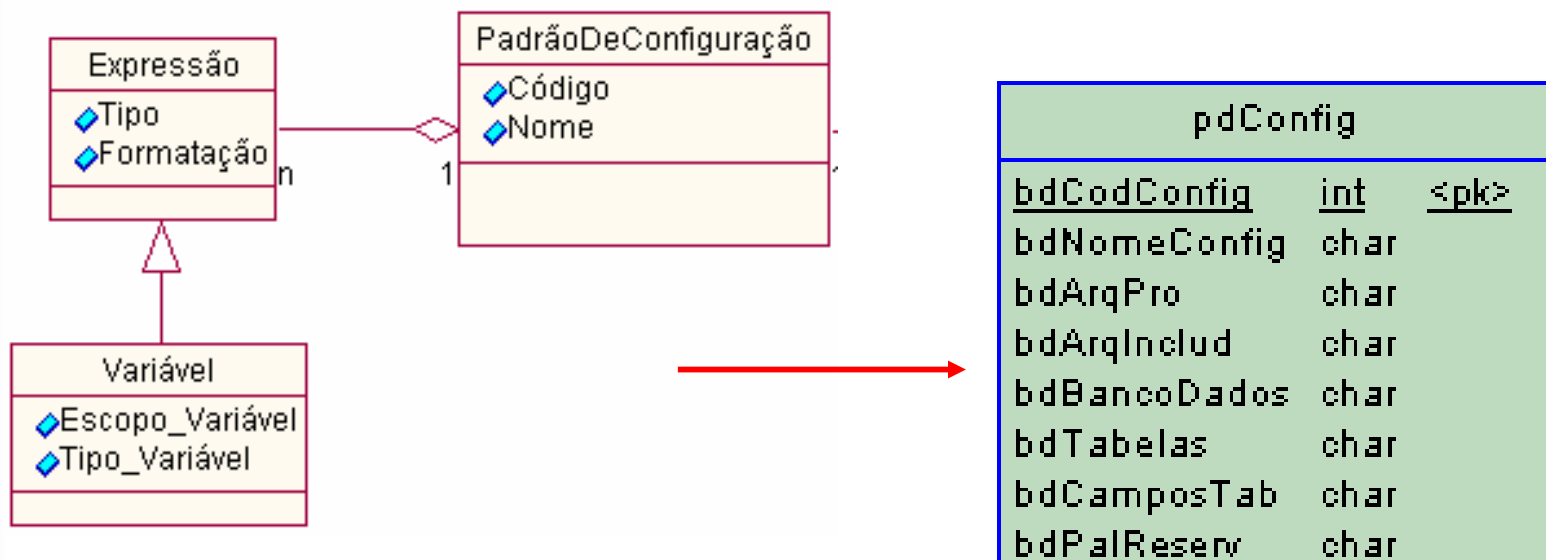 Expressão
Tipo
Formatação
n
1
PadrãoDeConfiguração
Código
Nome
Variável
Escopo_Variável
Tipo_Variável
pdConfig
bdCodConfig int <pk>
bdNomeConfig char
bdArqPro char
bdArqInclud char
bdBancoDados char
bdTabelas char
bdCamposTab char
bdPalReserv char